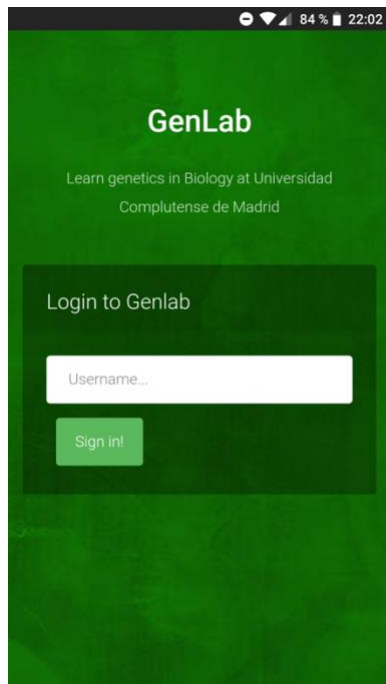 84 % 22:02
GenLab
Learn genetics in Biology at Universidad
Complutense de Madrid
Login to Genlab
Username...
Sign in!